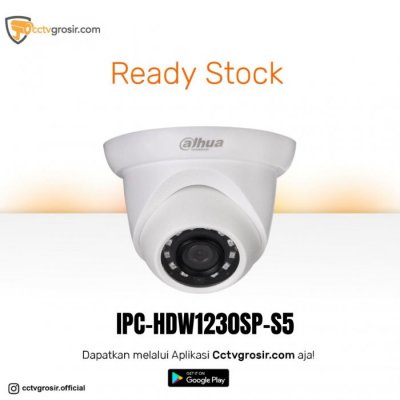 cctvgrosir.com
Ready Stock
alhua
IPC-HDW1230SP-S5
Dapatkan melalui Aplikasi Cctvgrosir.com aja!
GET IT ON
Google Play
cctvgrosir.official